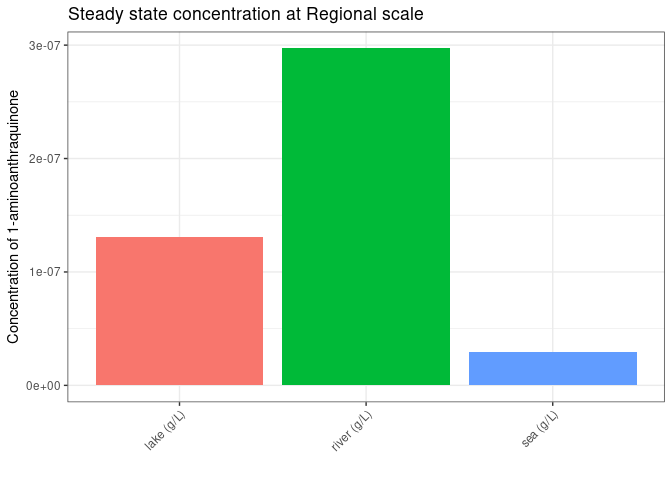 Steady state concentration at Regional scale
Concentration of 1-aminoanthraquinone
3e-07
2e-07
1e-07
0e+00
lake (g/L)
river (g/L)
sea (g/L)